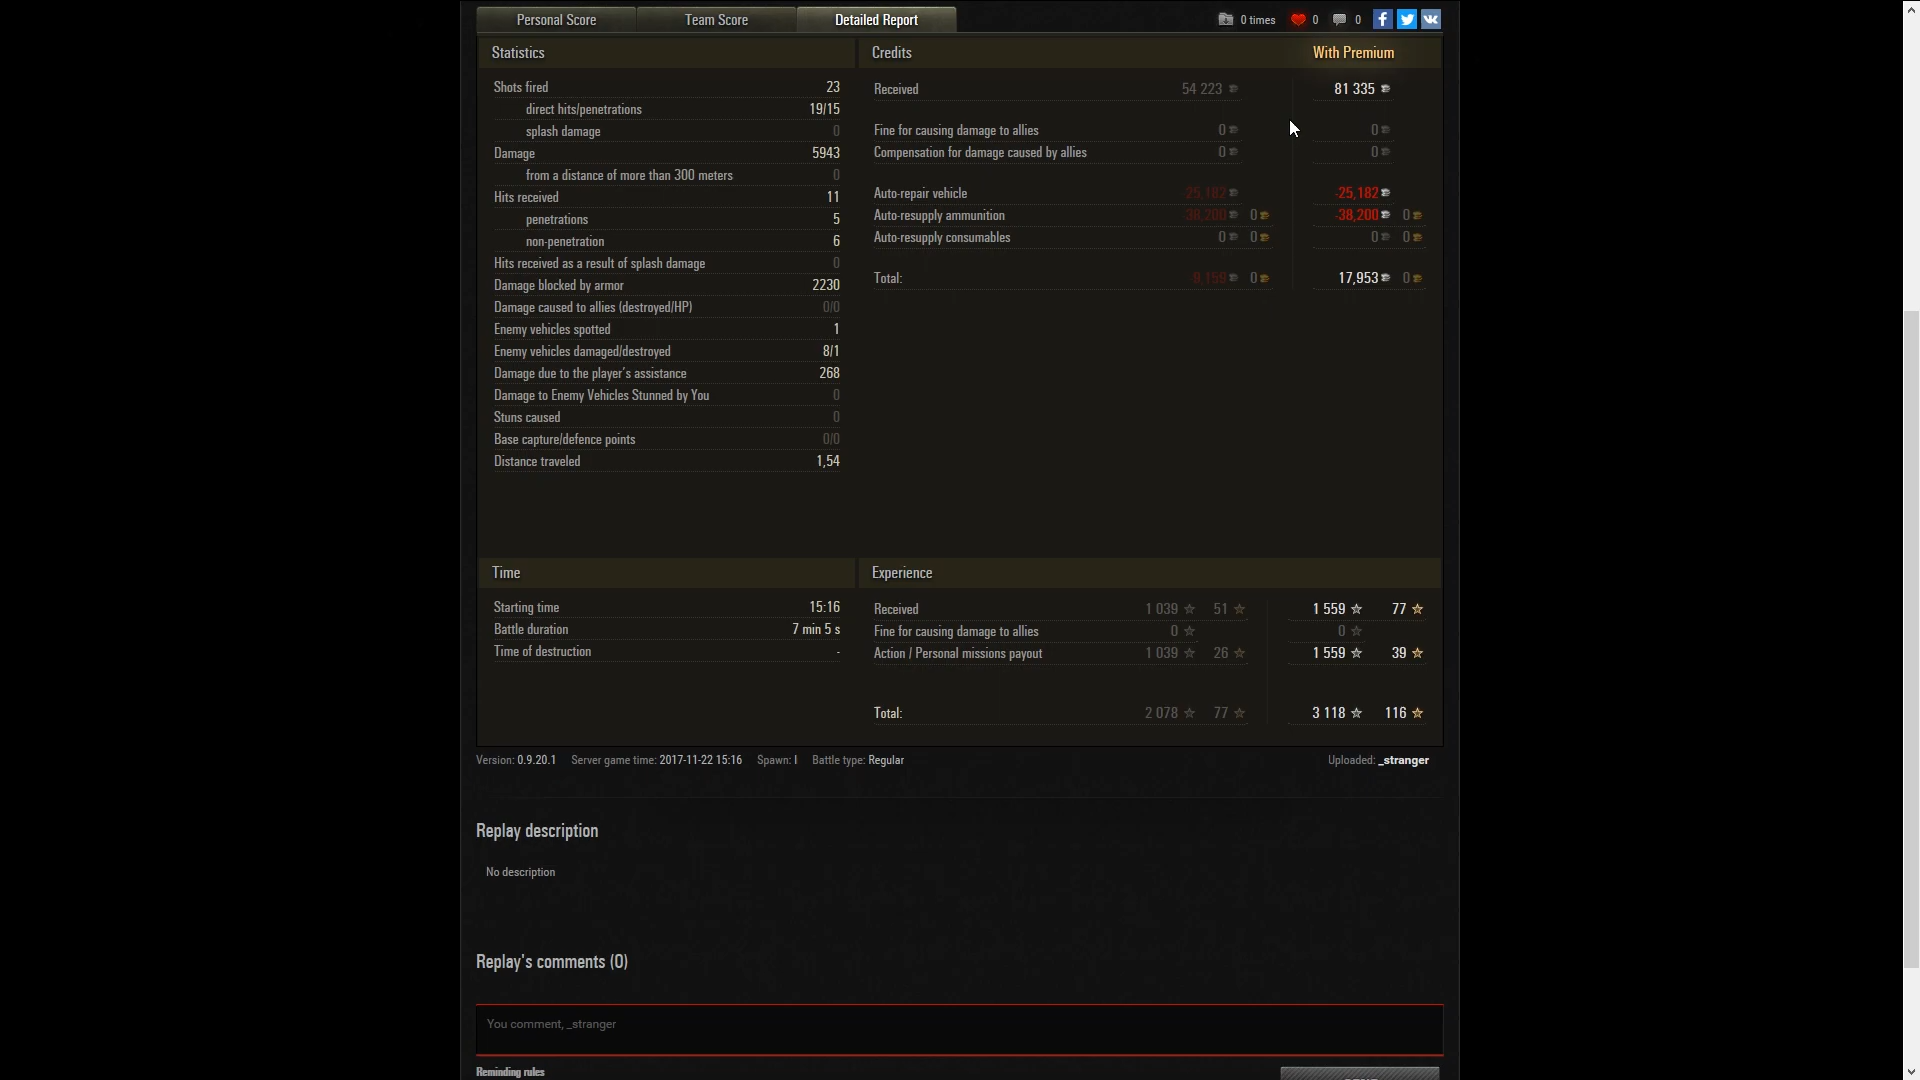 Personal Score Team Score Detailed Report 0 times 0 0
Statistics
Shots fired 23
direct hits/penetrations 19/15
splash damage 0
Damage 5943
from a distance of more than 300 meters 0
Hits received 11
penetrations 5
non-penetration 6
Hits received as a result of splash damage 0
Damage blocked by armor 2230
Damage caused to allies (destroyed/HP) 0/0
Enemy vehicles spotted 1
Enemy vehicles damaged/destroyed 8/1
Damage due to the player's assistance 268
Damage to Enemy Vehicles Stunned by You 0
Stuns caused 0
Base capture/defence points 0/0
Distance traveled 1,54
Credits With Premium
Received 54 223 81 335
Fine for causing damage to allies 0 0
Compensation for damage caused by allies 0 0
Auto-repair vehicle -25,182 -25,182
Auto-resupply ammunition -38,200 0 -38,200 0
Auto-resupply consumables 0 0 0 0
Total: -9,159 0 17,953 0
Time
Starting time 15:16
Battle duration 7 min 5 s
Time of destruction -
Experience
Received 1 039 51 1 559 77
Fine for causing damage to allies 0 0
Action / Personal missions payout 1 039 26 1 559 39
Total: 2 078 77 3 118 116
Version: 0.9.20.1 Server game time: 2017-11-22 15:16 Spawn: I Battle type: Regular Uploaded: _stranger
Replay description
No description
Replay's comments (0)
You comment, _stranger
Reminding rules